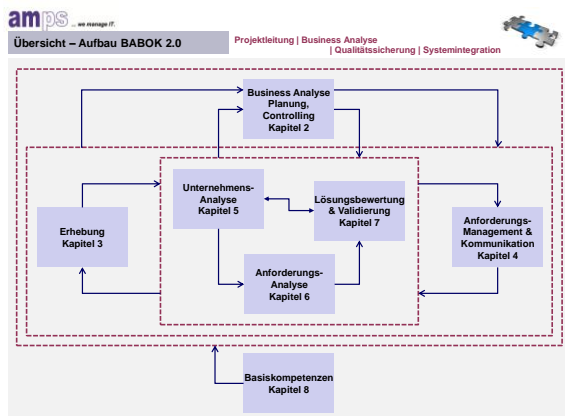 amps ... we manage IT.
Übersicht – Aufbau BABOK 2.0
Projektleitung | Business Analyse
| Qualitätssicherung | Systemintegration
Business Analyse
Planung,
Controlling
Kapitel 2
Unternehmens-
Analyse
Kapitel 5
Lösungsbewertung
& Validierung
Kapitel 7
Erhebung
Kapitel 3
Anforderungs-
Management &
Kommunikation
Kapitel 4
Anforderungs-
Analyse
Kapitel 6
Basiskompetenzen
Kapitel 8